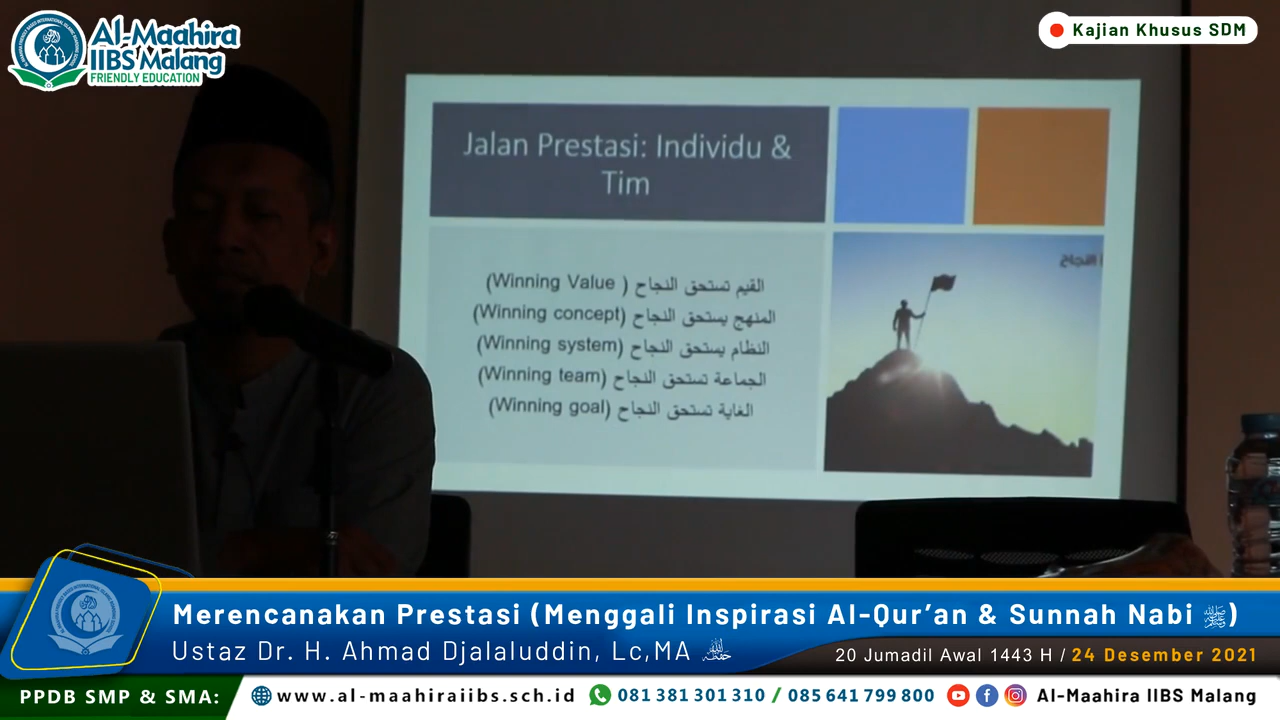 Al-Maahira
IIBS Malang
FRIENDLY EDUCATION
Kajian Khusus SDM
Jalan Prestasi: Individu &
Tim
القيم تستحق النجاح ( Winning Value)
المنهج يستحق النجاح (Winning concept)
النظام يستحق النجاح (Winning system)
الجماعة تستحق النجاح (Winning team)
الغاية تستحق النجاح (Winning goal)
النجاح
Merencanakan Prestasi (Menggali Inspirasi Al-Qur’an & Sunnah Nabi ﷺ)
Ustaz Dr. H. Ahmad Djalaluddin, Lc,MA
20 Jumadil Awal 1443 H / 24 Desember 2021
PPDB SMP & SMA:
www.al-maahiraiibs.sch.id
081 381 301 310 / 085 641 799 800
Al-Maahira IIBS Malang